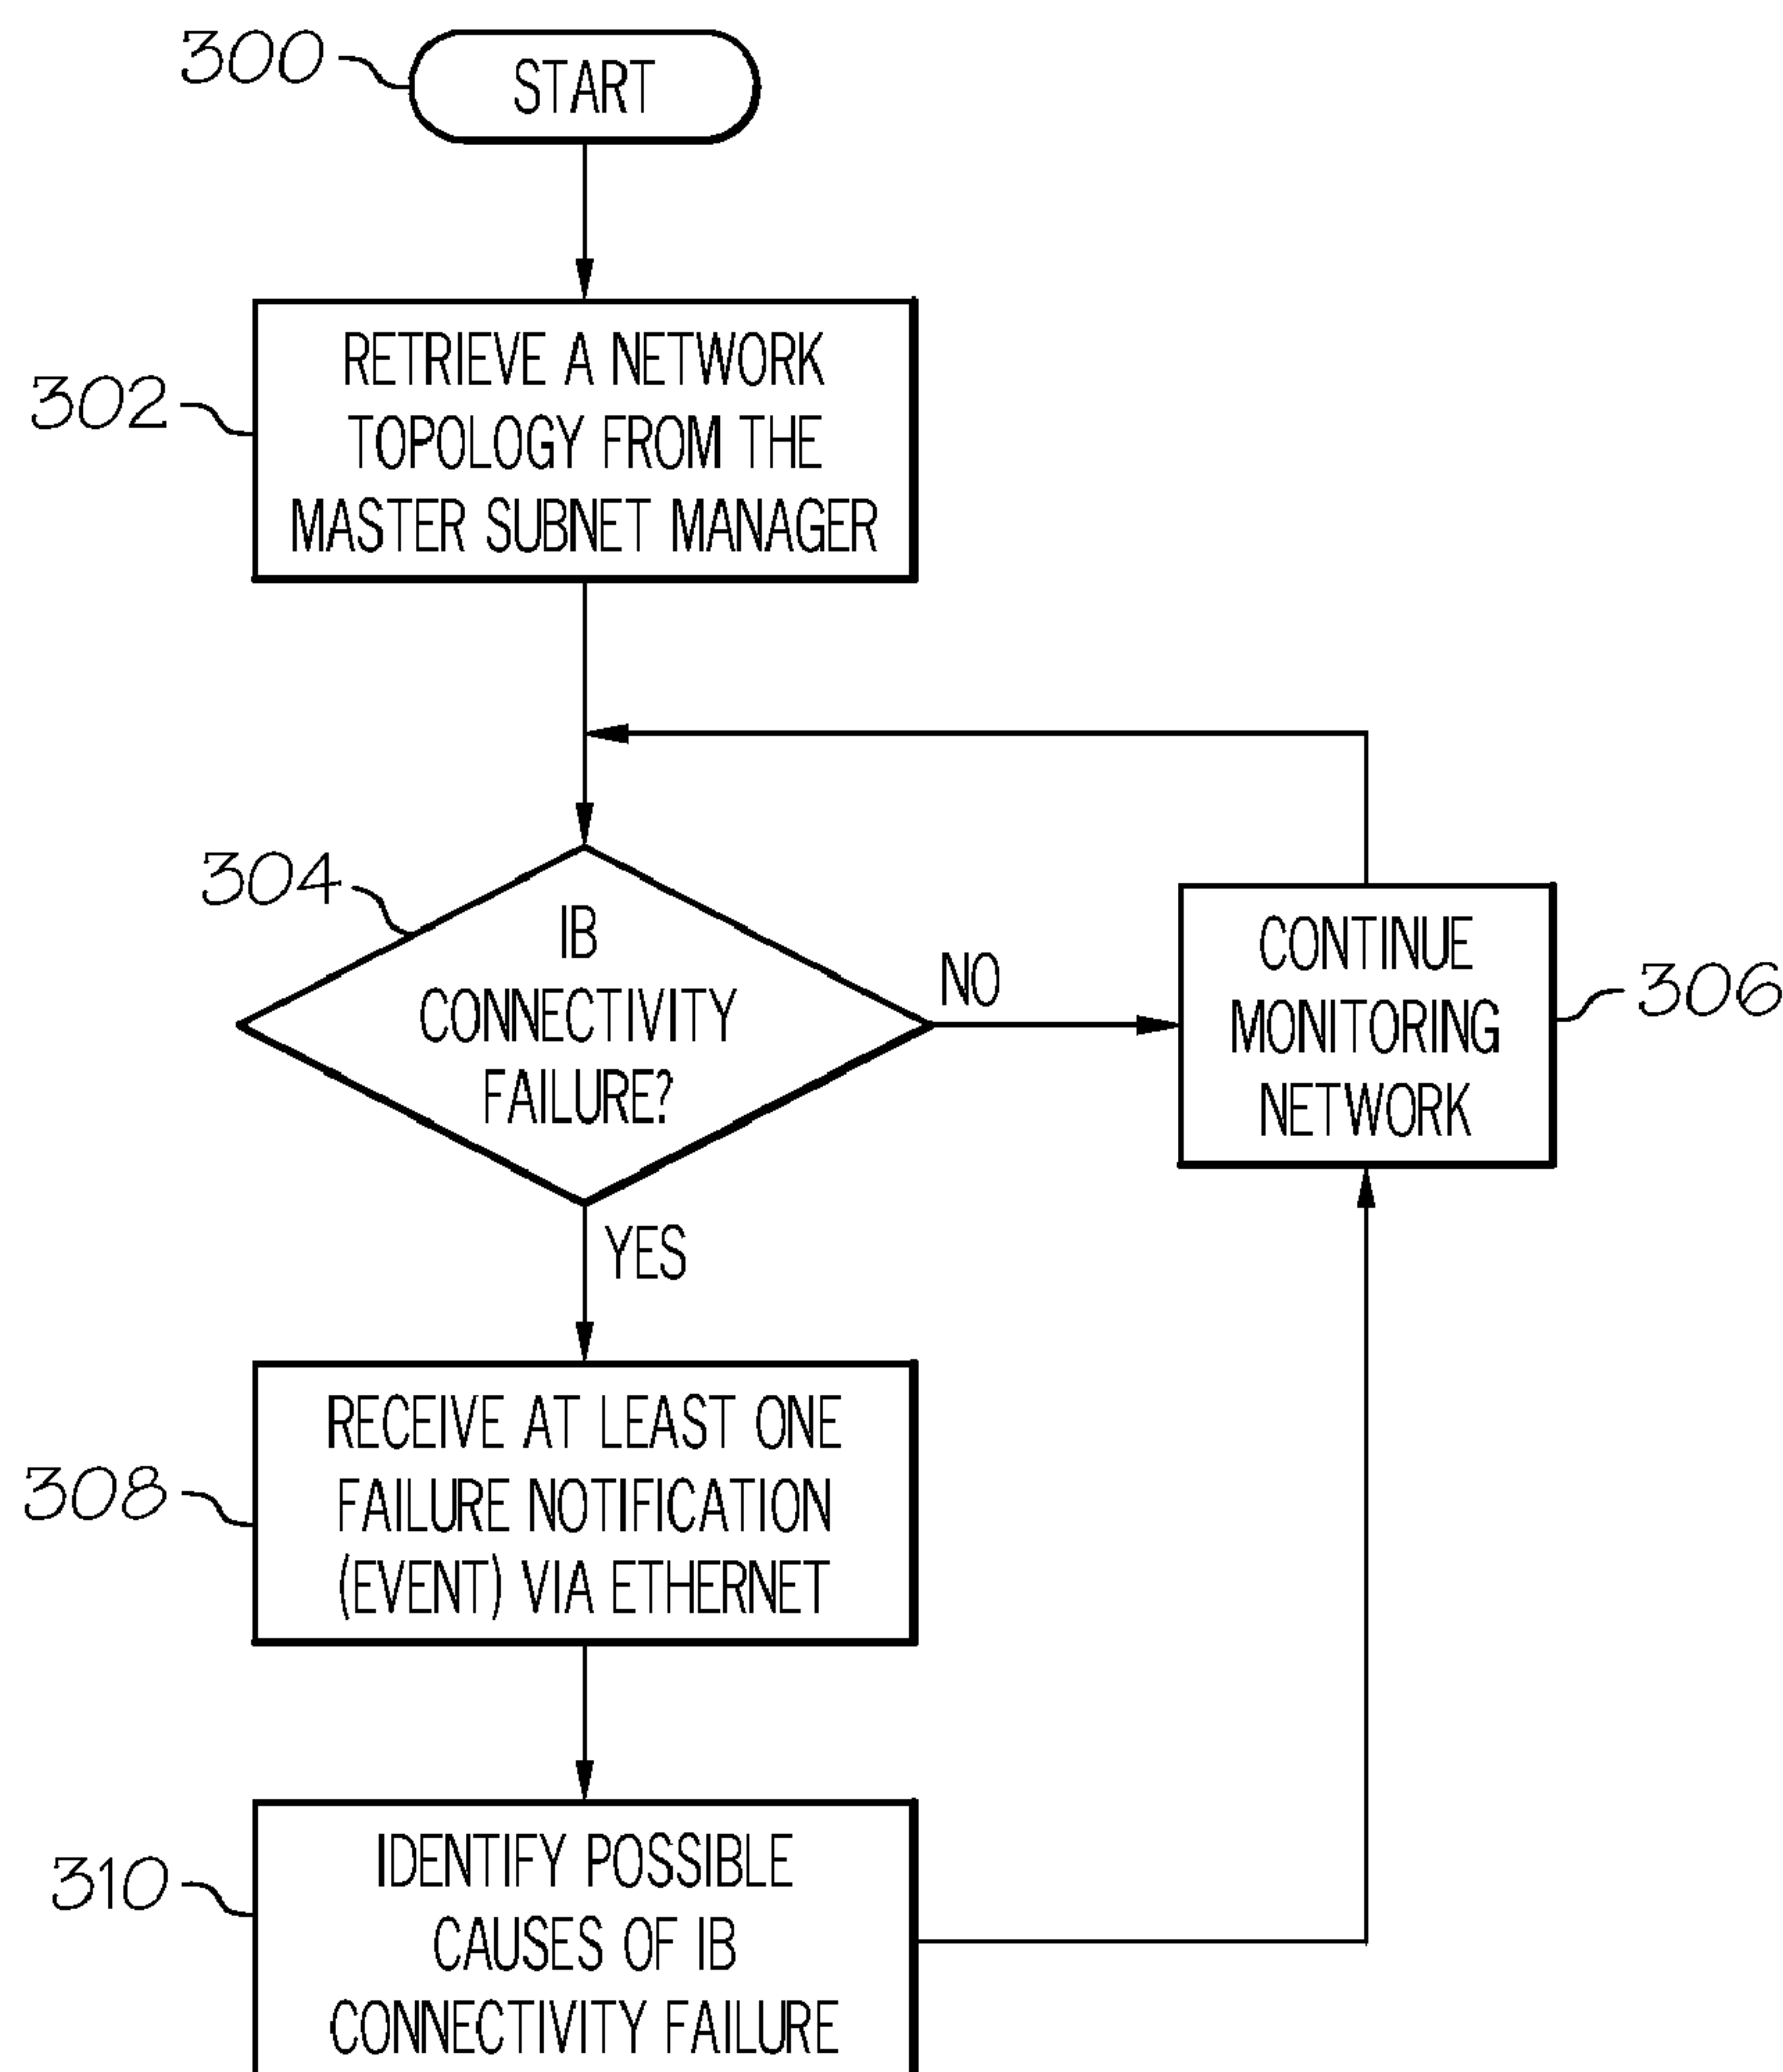 300
START
302
RETRIEVE A NETWORK
TOPOLOGY FROM THE
MASTER SUBNET MANAGER
304
IB
CONNECTIVITY
FAILURE?
NO
CONTINUE
MONITORING
NETWORK
306
YES
308
RECEIVE AT LEAST ONE
FAILURE NOTIFICATION
(EVENT) VIA ETHERNET
310
IDENTIFY POSSIBLE
CAUSES OF IB
CONNECTIVITY FAILURE